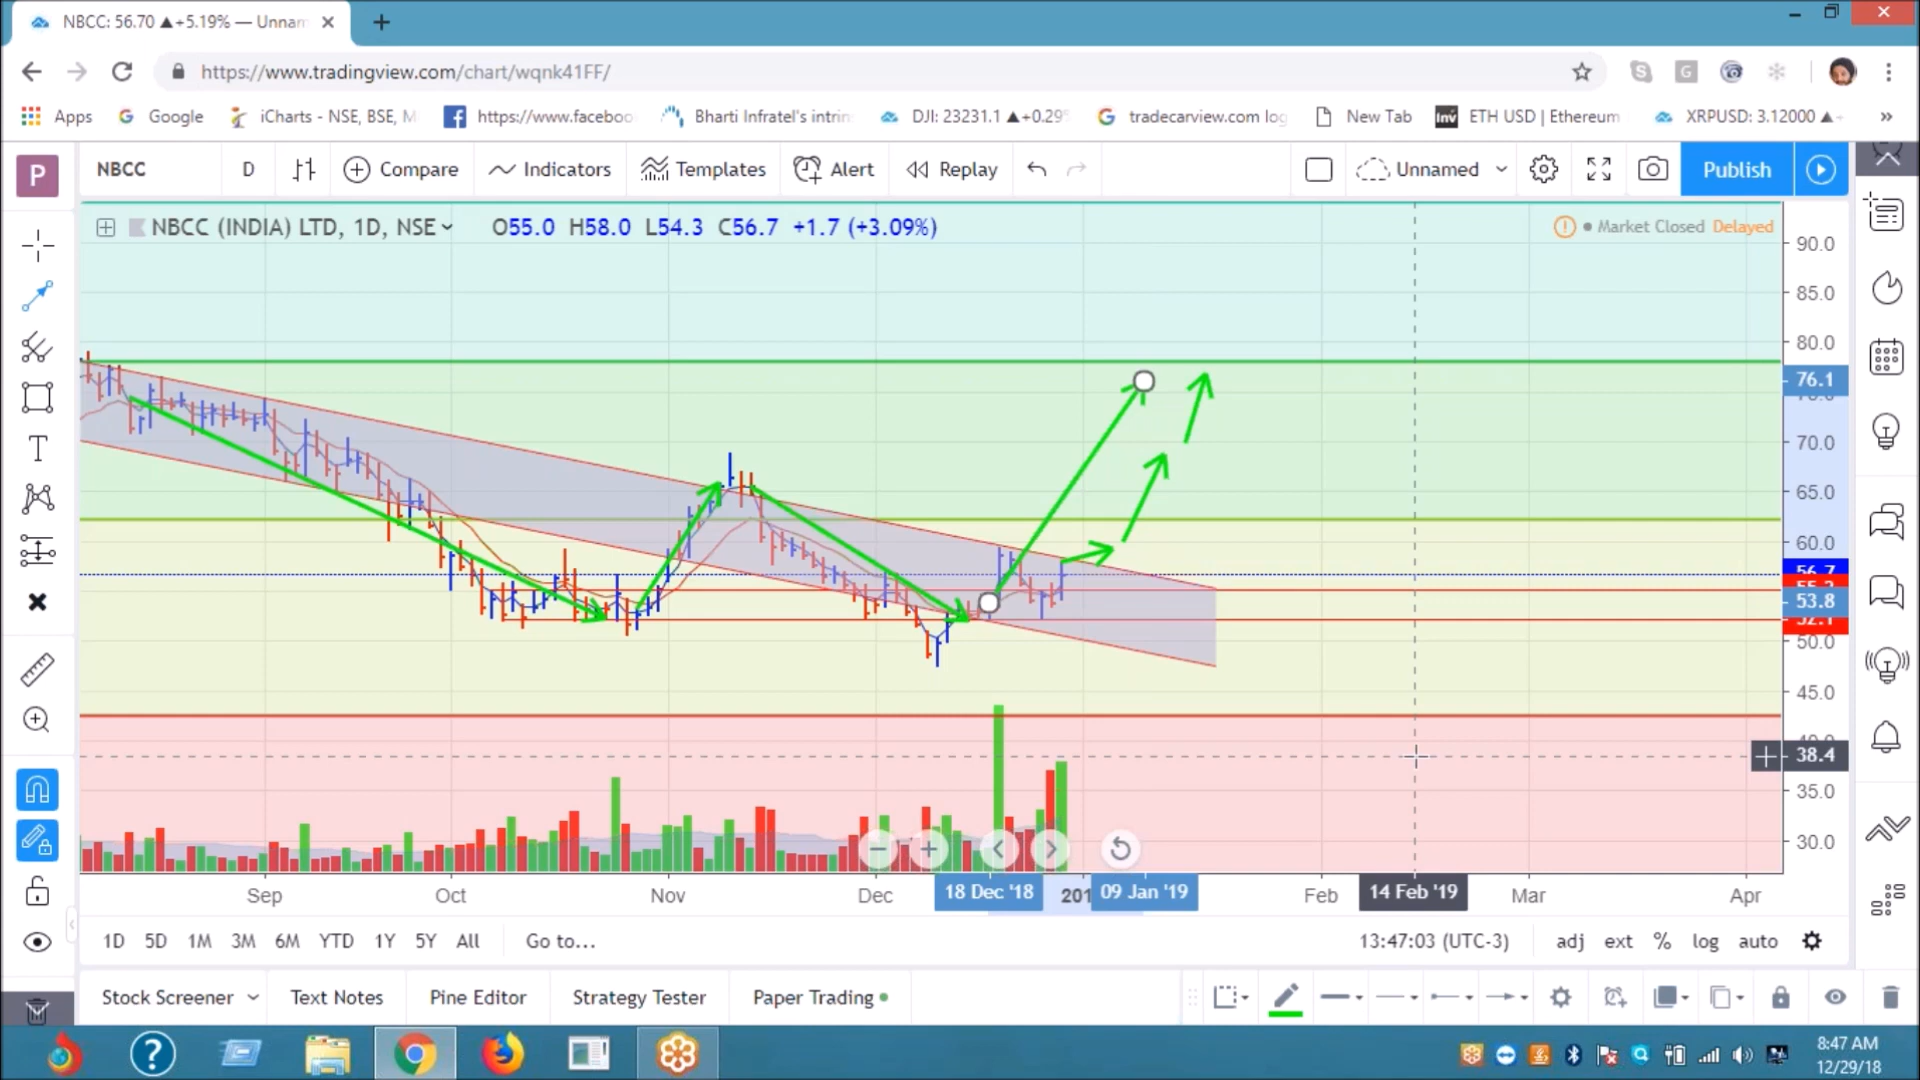 NBCC: 56.70 ▲+5.19% — Unnam
https://www.tradingview.com/chart/wqnk41FF/
Apps Google iCharts - NSE, BSE, M https://www.faceboo Bharti Infratel's intrin DJI: 23231.1 ▲+0.29% tradecarview.com log New Tab Inv ETH USD | Ethereum XRPUSD: 3.12000 ▲ »
P NBCC D Compare Indicators Templates Alert Replay Unnamed Publish
NBCC (INDIA) LTD, 1D, NSE O55.0 H58.0 L54.3 C56.7 +1.7 (+3.09%) Market Closed Delayed
90.0
85.0
80.0
76.1
70.0
65.0
60.0
56.7
53.8
50.0
45.0
38.4
35.0
30.0
Sep Oct Nov Dec 18 Dec '18 201 09 Jan '19 Feb 14 Feb '19 Mar Apr
1D 5D 1M 3M 6M YTD 1Y 5Y All Go to... 13:47:03 (UTC-3) adj ext % log auto
Stock Screener Text Notes Pine Editor Strategy Tester Paper Trading
8:47 AM
12/29/18